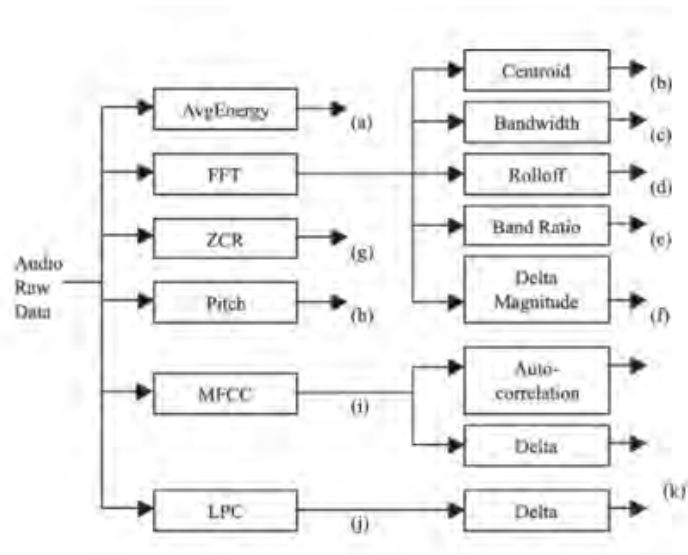 Centroid
(b)
AvgEnergy
(a)
Bandwidth
(c)
FFT
Rolloff
(d)
ZCR
(g)
Band Ratio
(e)
Audio
Raw
Data
Pitch
(h)
Delta
Magnitude
(f)
MFCC
(i)
Auto-
correlation
Delta
(k)
LPC
(j)
Delta